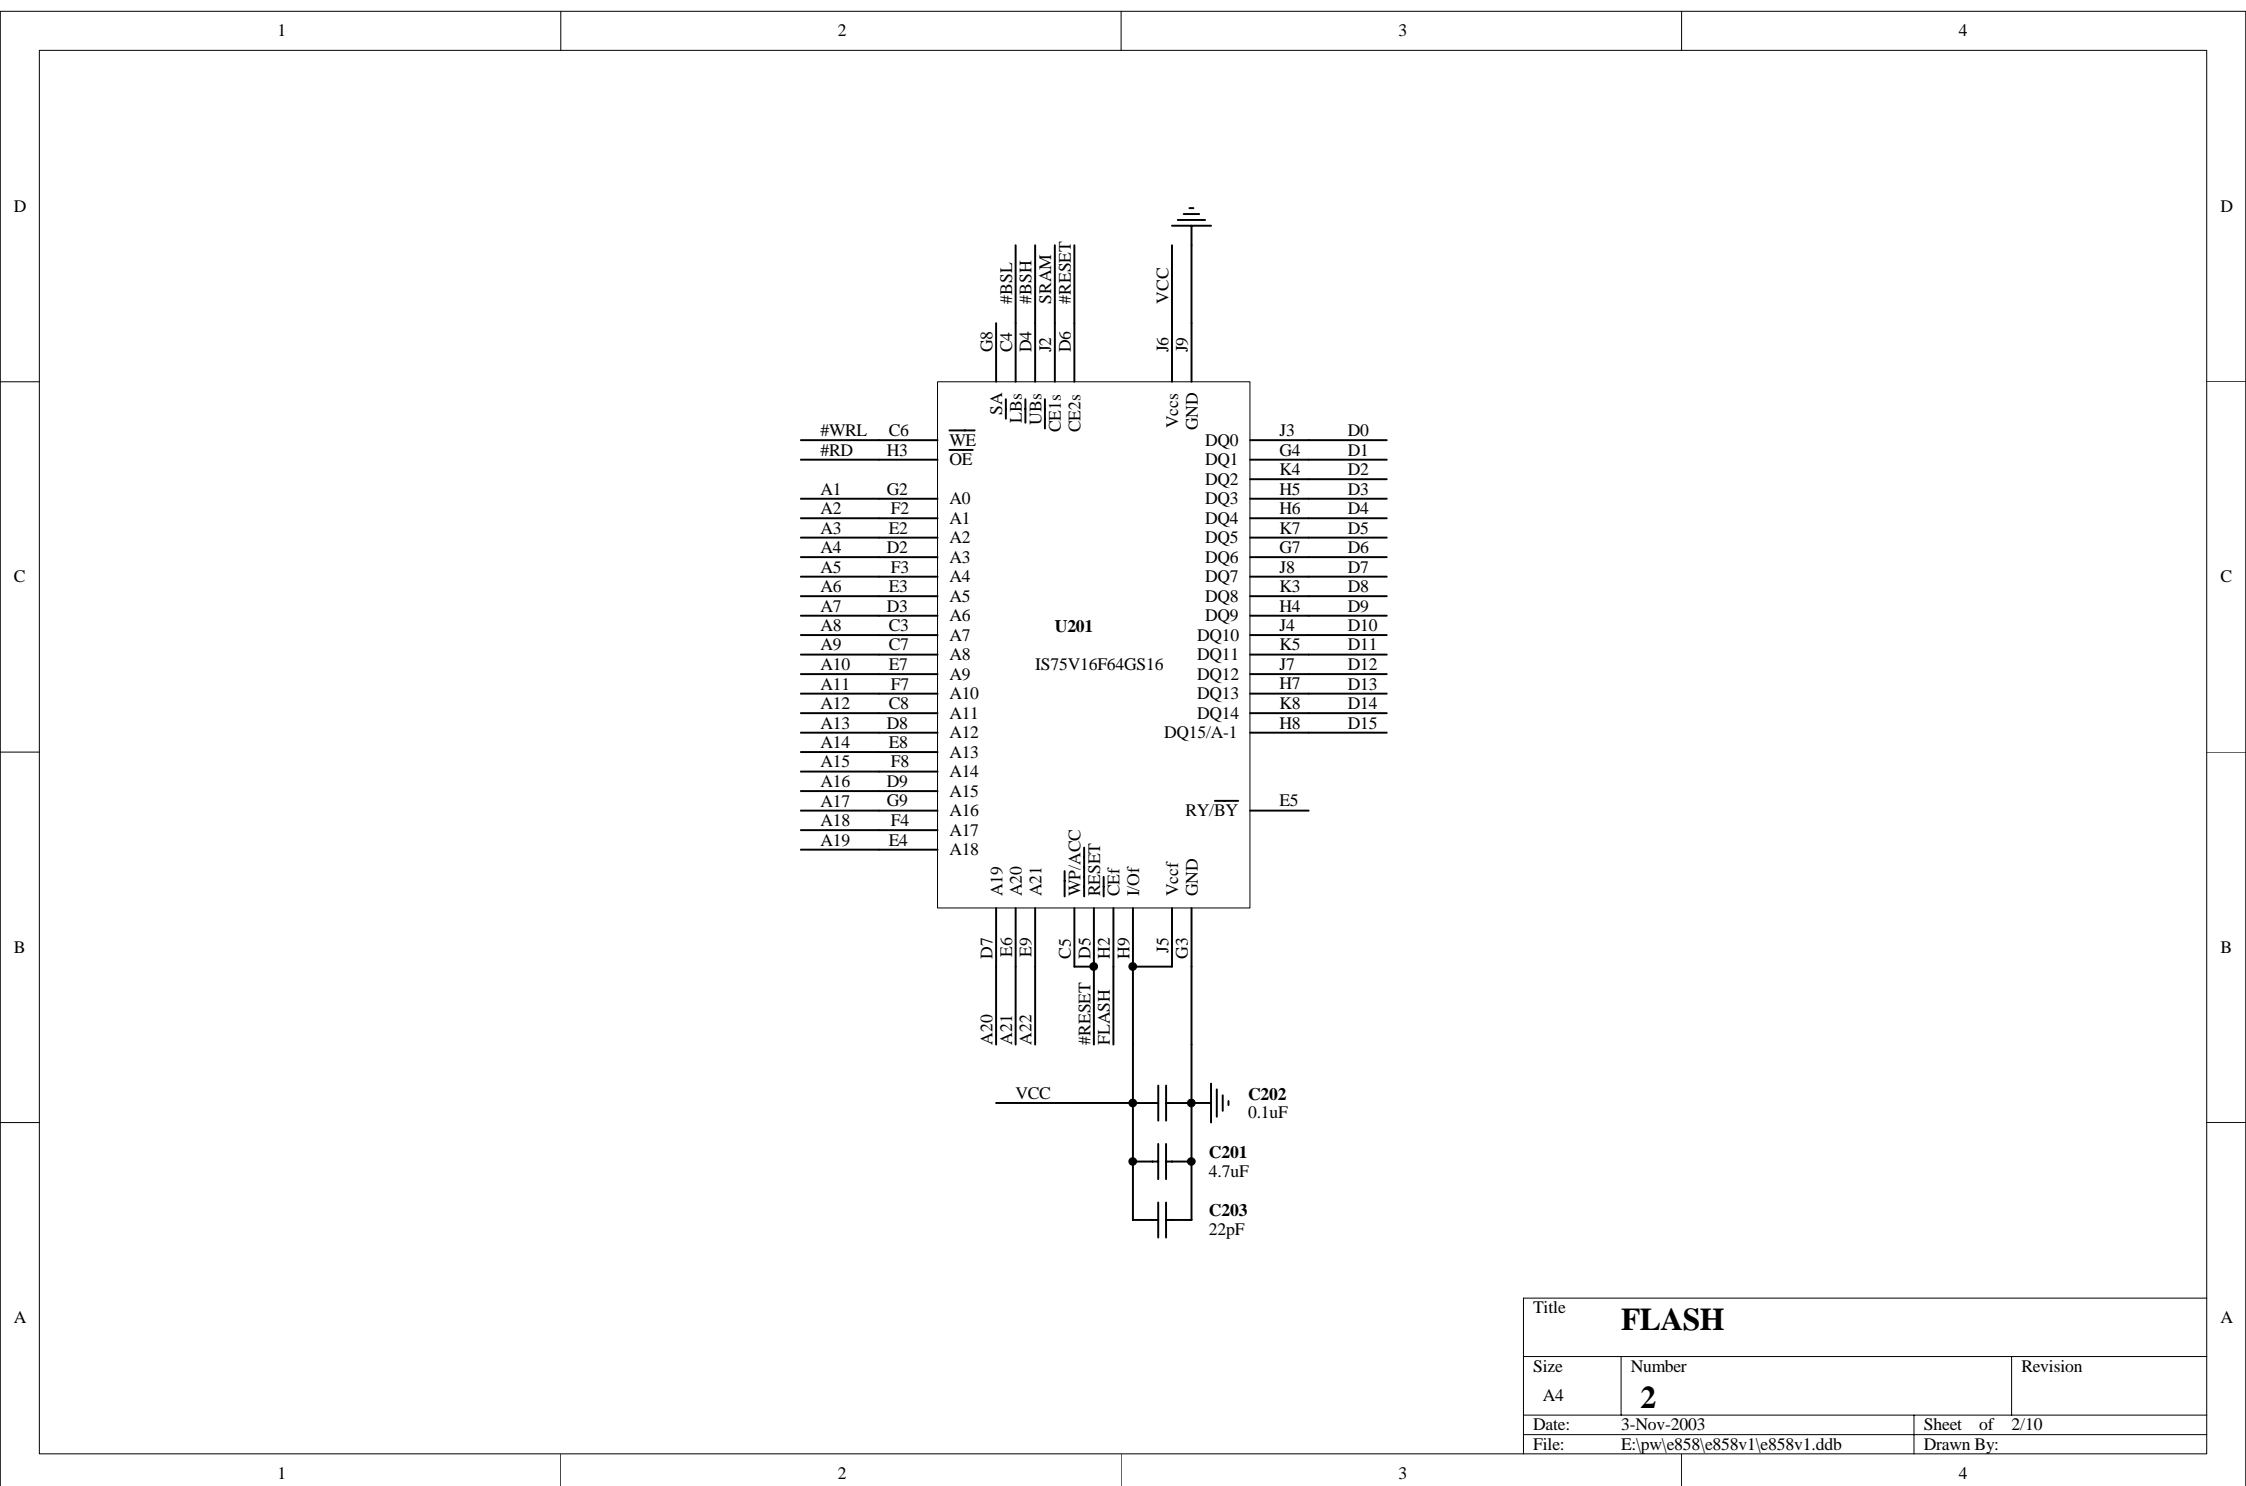 1 2 3 4
D D
#BSL
#BSH
SRAM
#RESET
VCC
G8
C4
D4
J2
D6
J6
J9
SA
LBs
UBs
CE1s
CE2s
Vccs
GND
#WRL C6 WE
#RD H3 OE
A1 G2 A0
A2 F2 A1
A3 E2 A2
A4 D2 A3
A5 F3 A4
A6 E3 A5
A7 D3 A6
A8 C3 A7
A9 C7 A8
A10 E7 A9
A11 F7 A10
A12 C8 A11
A13 D8 A12
A14 E8 A13
A15 F8 A14
A16 D9 A15
A17 G9 A16
A18 F4 A17
A19 E4 A18
C C
U201
IS75V16F64GS16
DQ0 J3 D0
DQ1 G4 D1
DQ2 K4 D2
DQ3 H5 D3
DQ4 H6 D4
DQ5 K7 D5
DQ6 G7 D6
DQ7 J8 D7
DQ8 K3 D8
DQ9 H4 D9
DQ10 J4 D10
DQ11 K5 D11
DQ12 J7 D12
DQ13 H7 D13
DQ14 K8 D14
DQ15/A-1 H8 D15
RY/BY E5
A19
A20
A21
WP/ACC
RESET
CEf
I/Of
Vccf
GND
B B
D7
E6
E9
C5
D5
H2
H9
J5
G3
A20
A21
A22
#RESET
FLASH
VCC
C202
0.1uF
C201
4.7uF
C203
22pF
A A
Title FLASH
Size Number Revision
A4 2
Date: 3-Nov-2003 Sheet of 2/10
File: E:\pw\e858\e858v1\e858v1.ddb Drawn By:
1 2 3 4